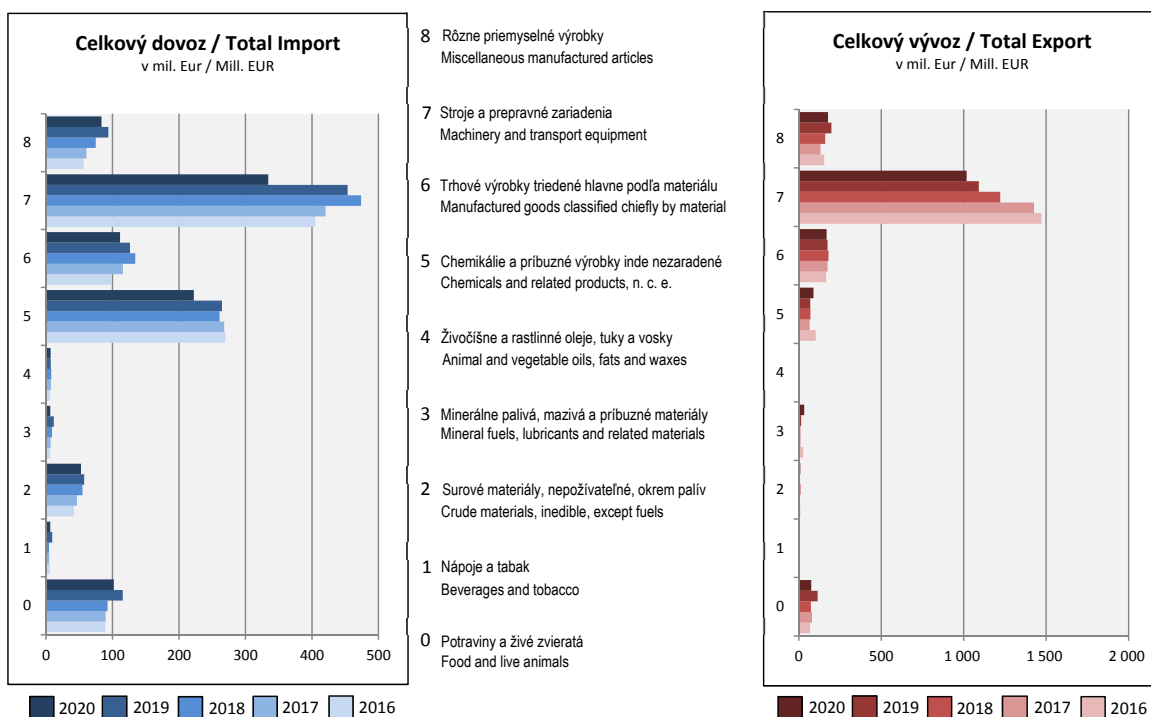 Celkový dovoz / Total Import
v mil. Eur / Mill. EUR
8
7
6
5
4
3
2
1
0
0 100 200 300 400 500
2020 2019 2018 2017 2016
8 Rôzne priemyselné výrobky
Miscellaneous manufactured articles
7 Stroje a prepravné zariadenia
Machinery and transport equipment
6 Trhové výrobky triedené hlavne podľa materiálu
Manufactured goods classified chiefly by material
5 Chemikálie a príbuzné výrobky inde nezaradené
Chemicals and related products, n. c. e.
4 Živočíšne a rastlinné oleje, tuky a vosky
Animal and vegetable oils, fats and waxes
3 Minerálne palivá, mazivá a príbuzné materiály
Mineral fuels, lubricants and related materials
2 Surové materiály, nepožívateľné, okrem palív
Crude materials, inedible, except fuels
1 Nápoje a tabak
Beverages and tobacco
0 Potraviny a živé zvieratá
Food and live animals
Celkový vývoz / Total Export
v mil. Eur / Mill. EUR
8
7
6
5
4
3
2
1
0
0 500 1 000 1 500 2 000
2020 2019 2018 2017 2016